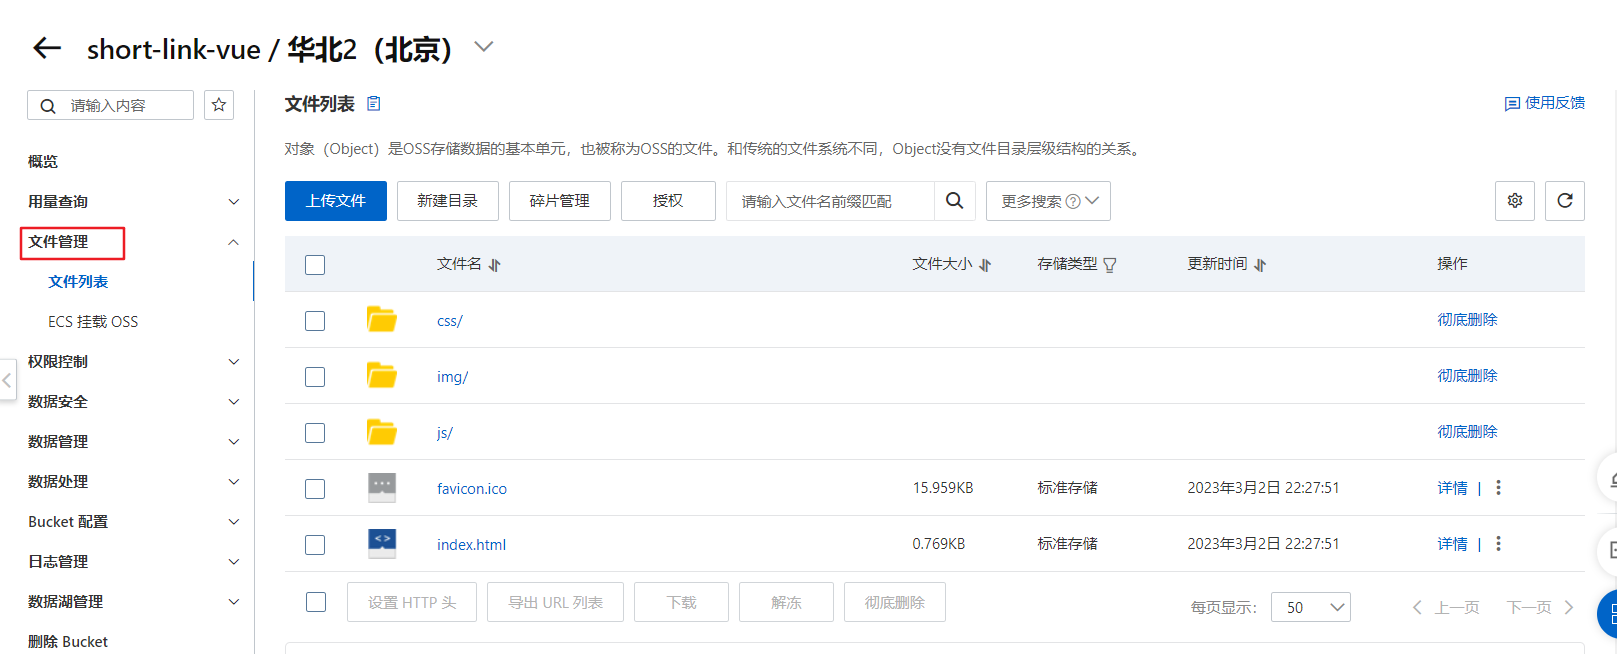 short-link-vue / 华北2（北京）
请输入内容
概览
用量查询
文件管理
文件列表
ECS 挂载 OSS
权限控制
数据安全
数据管理
数据处理
Bucket 配置
日志管理
数据湖管理
删除 Bucket
文件列表
使用反馈
对象（Object）是OSS存储数据的基本单元，也被称为OSS的文件。和传统的文件系统不同，Object没有文件目录层级结构的关系。
上传文件 新建目录 碎片管理 授权 请输入文件名前缀匹配 更多搜索
文件名 文件大小 存储类型 更新时间 操作
css/ 彻底删除
img/ 彻底删除
js/ 彻底删除
favicon.ico 15.959KB 标准存储 2023年3月2日 22:27:51 详情 |
index.html 0.769KB 标准存储 2023年3月2日 22:27:51 详情 |
设置 HTTP 头 导出 URL 列表 下载 解冻 彻底删除 每页显示： 50 上一页 下一页